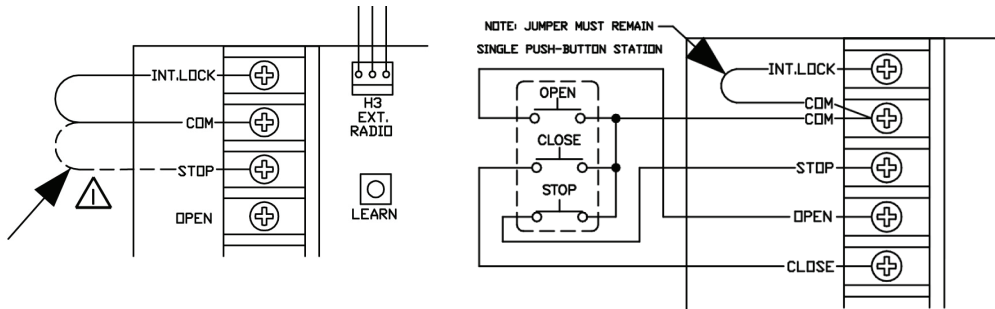 INT.LOCK
COM
STOP
OPEN
H3
EXT.
RADIO
LEARN
NOTE: JUMPER MUST REMAIN
SINGLE PUSH-BUTTON STATION
OPEN
CLOSE
STOP
INT.LOCK
COM
COM
STOP
OPEN
CLOSE